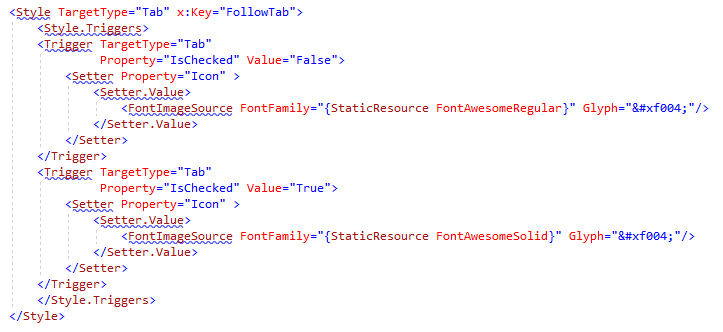 <Style TargetType="Tab" x:Key="FollowTab">
<Style.Triggers>
<Trigger TargetType="Tab"
Property="IsChecked" Value="False">
<Setter Property="Icon" >
<Setter.Value>
<FontImageSource FontFamily="{StaticResource FontAwesomeRegular}" Glyph="&#xf004;"/>
</Setter.Value>
</Setter>
</Trigger>
<Trigger TargetType="Tab"
Property="IsChecked" Value="True">
<Setter Property="Icon" >
<Setter.Value>
<FontImageSource FontFamily="{StaticResource FontAwesomeSolid}" Glyph="&#xf004;"/>
</Setter.Value>
</Setter>
</Trigger>
</Style.Triggers>
</Style>